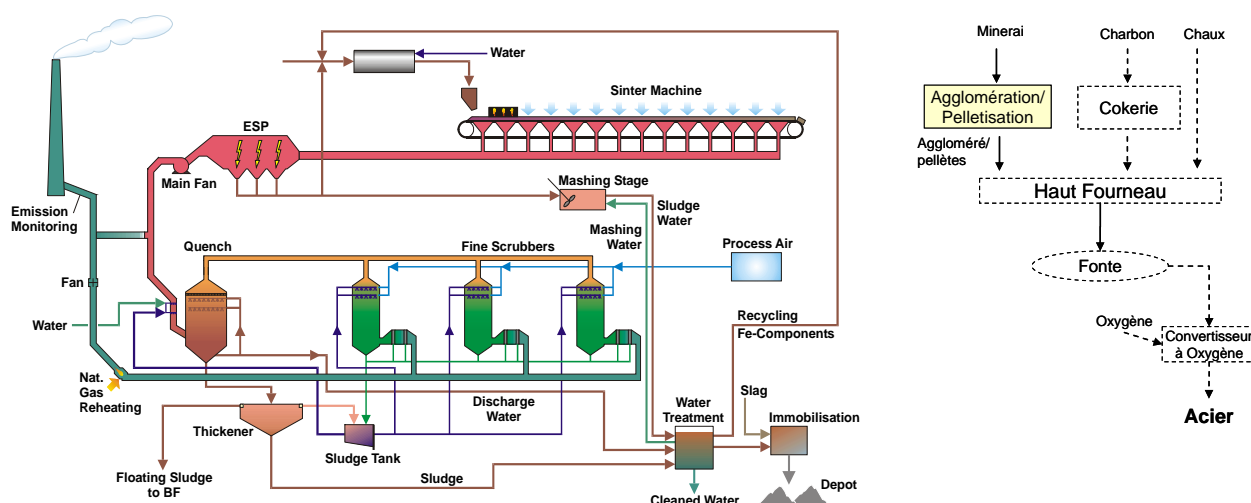 Water
Sinter Machine
ESP
Main Fan
Mashing Stage
Sludge
Water
Emission
Monitoring
Mashing
Water
Quench
Fine Scrubbers
Process Air
Fan
Water
Recycling
Fe-Components
Nat.
Gas
Reheating
Discharge
Water
Water
Treatment
Slag
Immobilisation
Thickener
Sludge Tank
Floating Sludge
to BF
Sludge
Depot
Cleaned Water
Minerai
Charbon
Chaux
Agglomération/
Pelletisation
Cokerie
Aggloméré/
pellètes
Haut Fourneau
Fonte
Oxygène
Convertisseur
à Oxygène
Acier